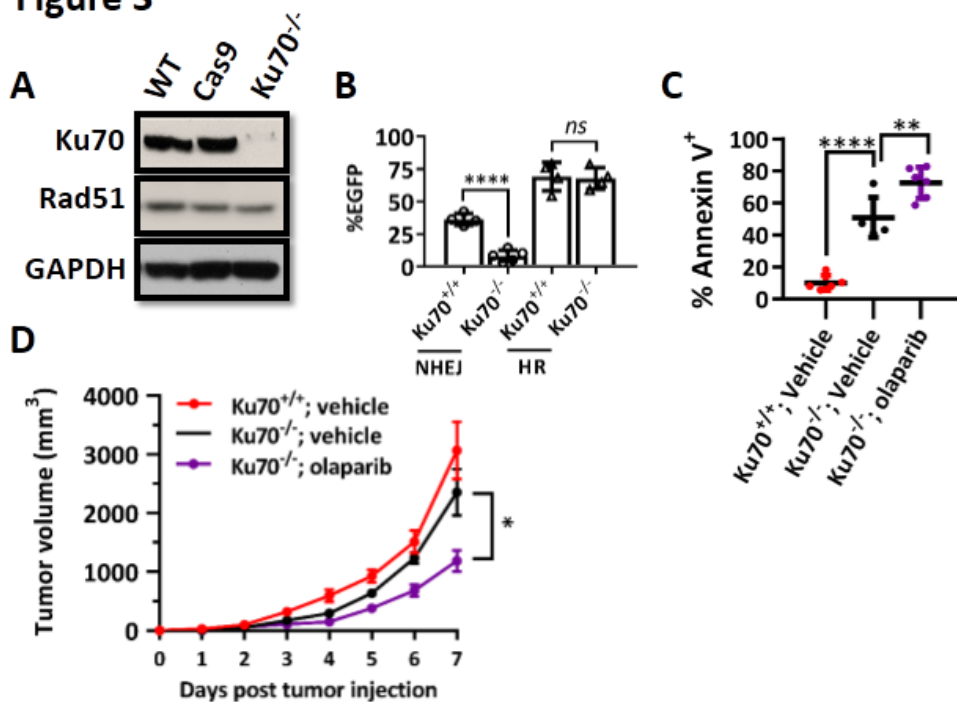 A
WT Cas9 Ku70-/-
Ku70
Rad51
GAPDH
B
%EGFP
100
75
50
25
0
****
ns
Ku70+/+ Ku70-/- Ku70+/+ Ku70-/-
NHEJ HR
C
% Annexin V+
100
80
60
40
20
0
****
**
Ku70+/+; Vehicle
Ku70-/-; Vehicle
Ku70-/-; olaparib
D
Tumor volume (mm3)
4000
3000
2000
1000
0
Ku70+/+; vehicle
Ku70-/-; vehicle
Ku70-/-; olaparib
*
0 1 2 3 4 5 6 7
Days post tumor injection